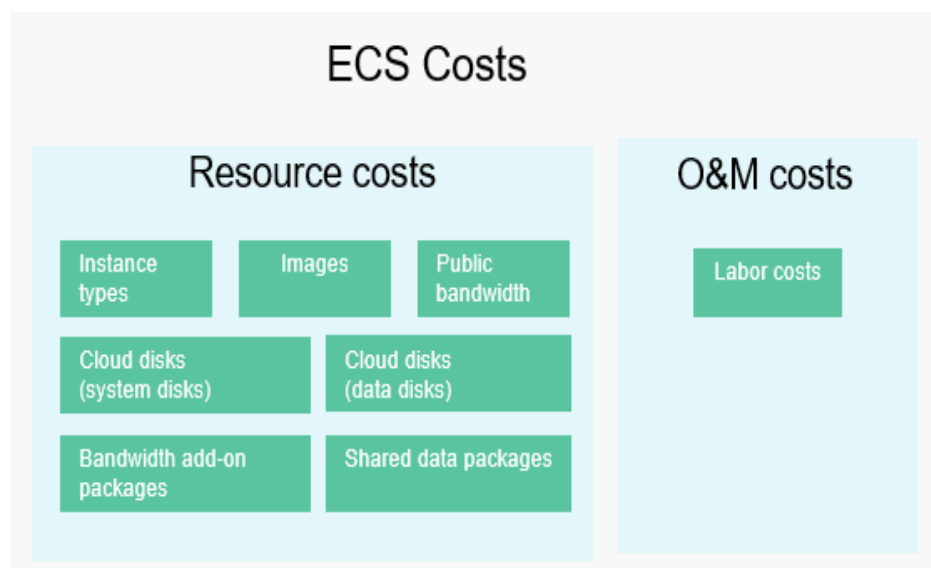 ECS Costs
Resource costs
Instance
types
Images
Public
bandwidth
Cloud disks
(system disks)
Cloud disks
(data disks)
Bandwidth add-on
packages
Shared data packages
O&M costs
Labor costs